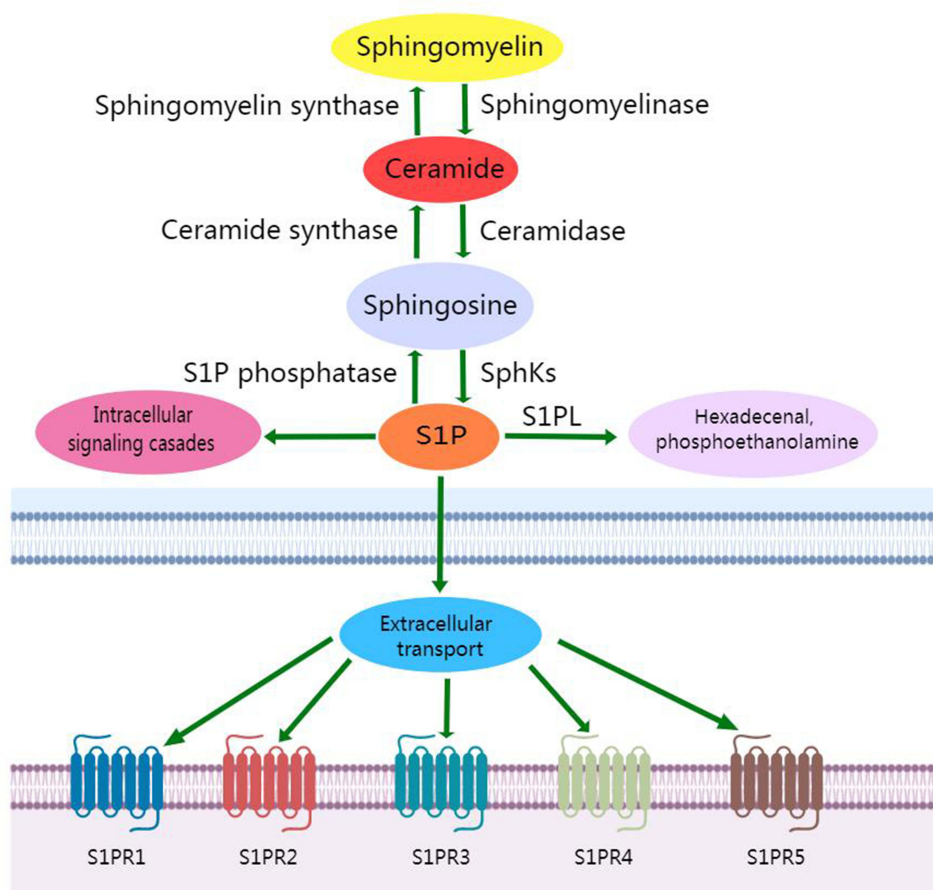 Sphingomyelin
Sphingomyelin synthase
Sphingomyelinase
Ceramide
Ceramide synthase
Ceramidase
Sphingosine
S1P phosphatase
SphKs
Intracellular
signaling casades
S1P
S1PL
Hexadecenal,
phosphoethanolamine
Extracellular
transport
S1PR1
S1PR2
S1PR3
S1PR4
S1PR5